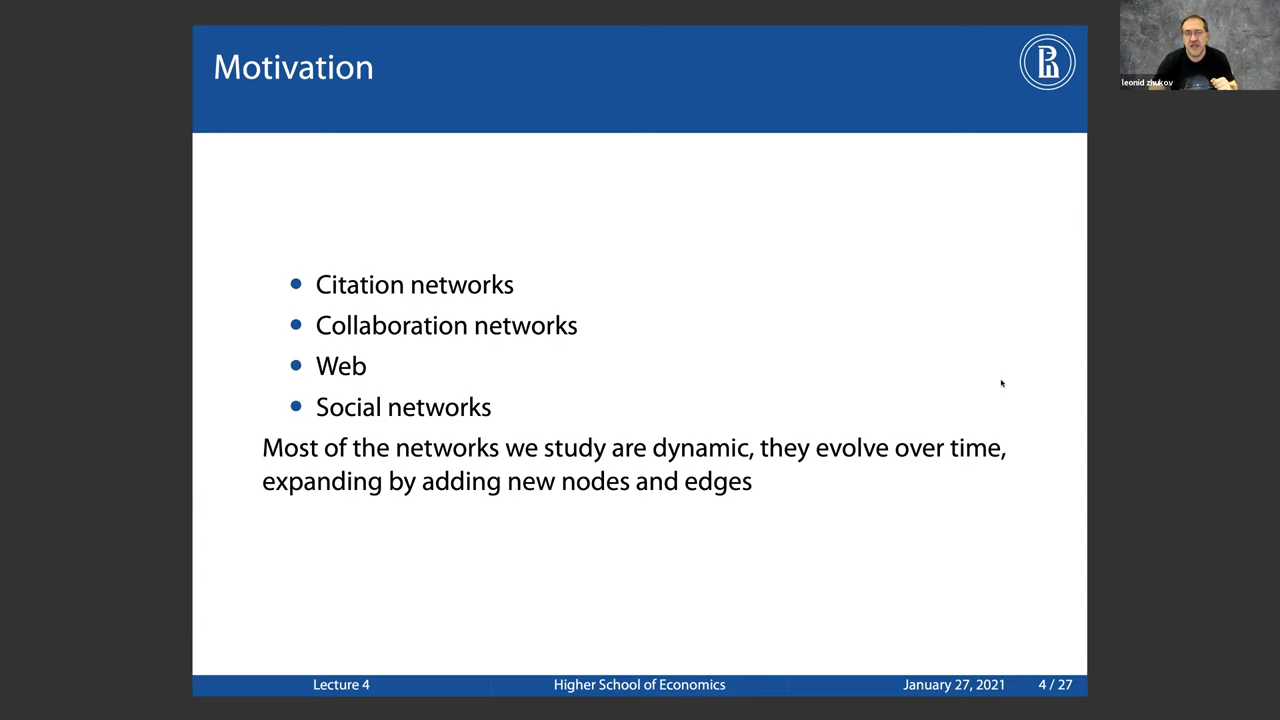 Motivation
leonid zhukov
Citation networks
Collaboration networks
Web
Social networks
Most of the networks we study are dynamic, they evolve over time,
expanding by adding new nodes and edges
Lecture 4
Higher School of Economics
January 27, 2021
4 / 27